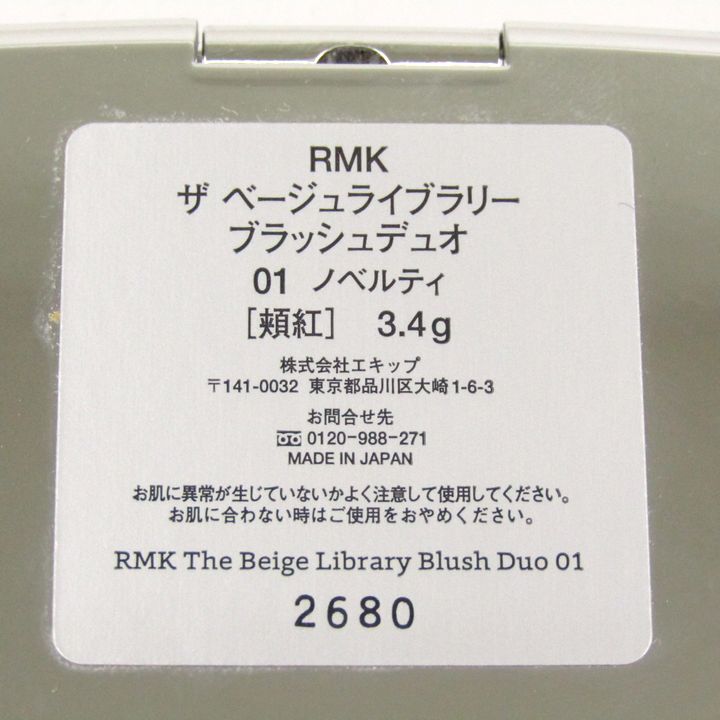 RMK
ザ ベージュライブラリー
ブラッシュデュオ
01 ノベルティ
[頬紅] 3.4g
株式会社エキップ
〒141-0032 東京都品川区大崎1-6-3
お問合せ先
0120-988-271
MADE IN JAPAN
お肌に異常が生じていないかよく注意して使用してください。
お肌に合わない時はご使用をおやめください。
RMK The Beige Library Blush Duo 01
2680